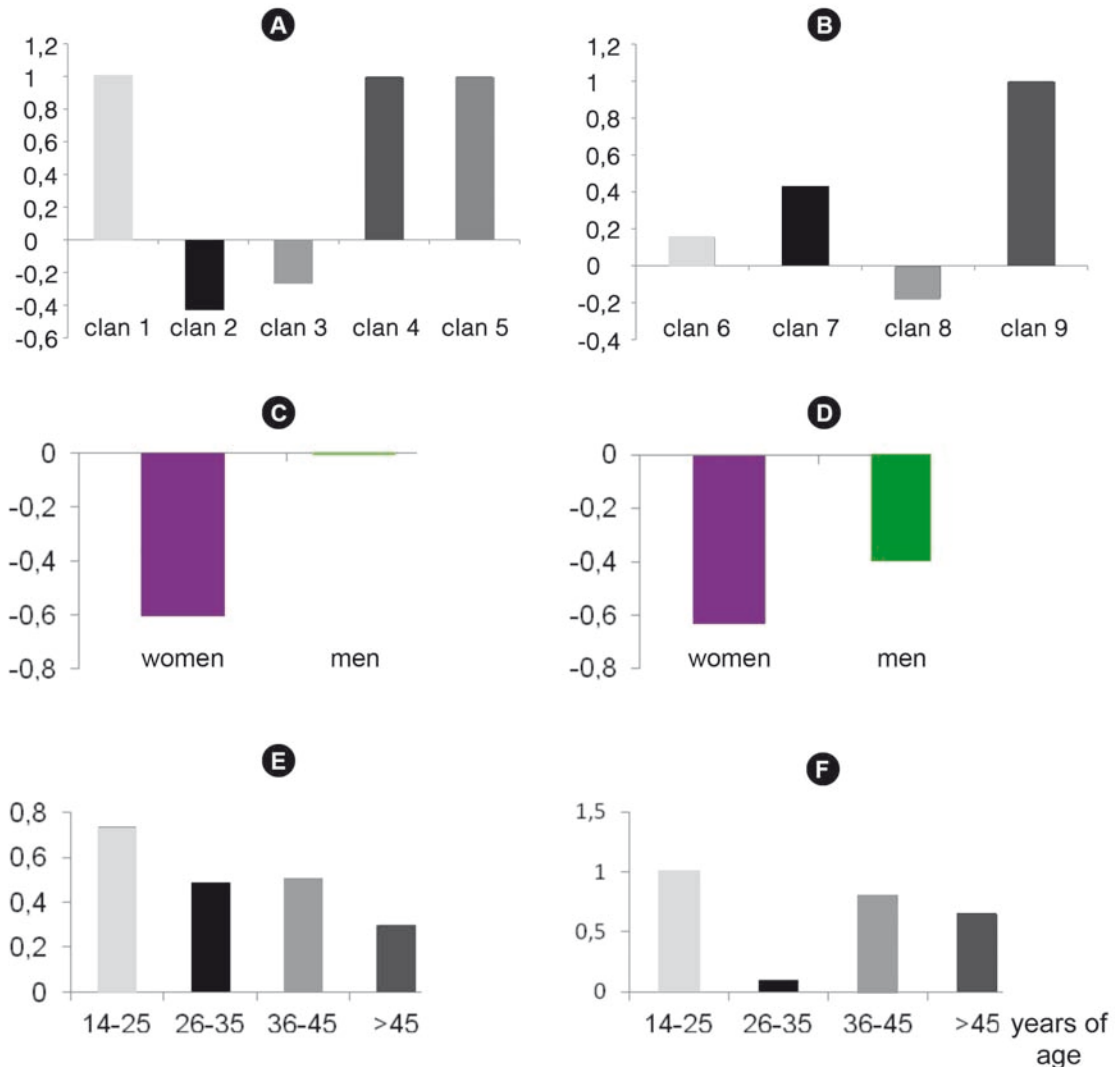 A
1,2
1
0,8
0,6
0,4
0,2
0
-0,2
-0,4
-0,6
clan 1 clan 2 clan 3 clan 4 clan 5
B
1,2
1
0,8
0,6
0,4
0,2
0
-0,2
-0,4
clan 6 clan 7 clan 8 clan 9
C
0
-0,2
-0,4
-0,6
-0,8
women men
D
0
-0,2
-0,4
-0,6
-0,8
women men
E
0,8
0,6
0,4
0,2
0
14-25 26-35 36-45 >45
F
1,5
1
0,5
0
14-25 26-35 36-45 >45 years of
age